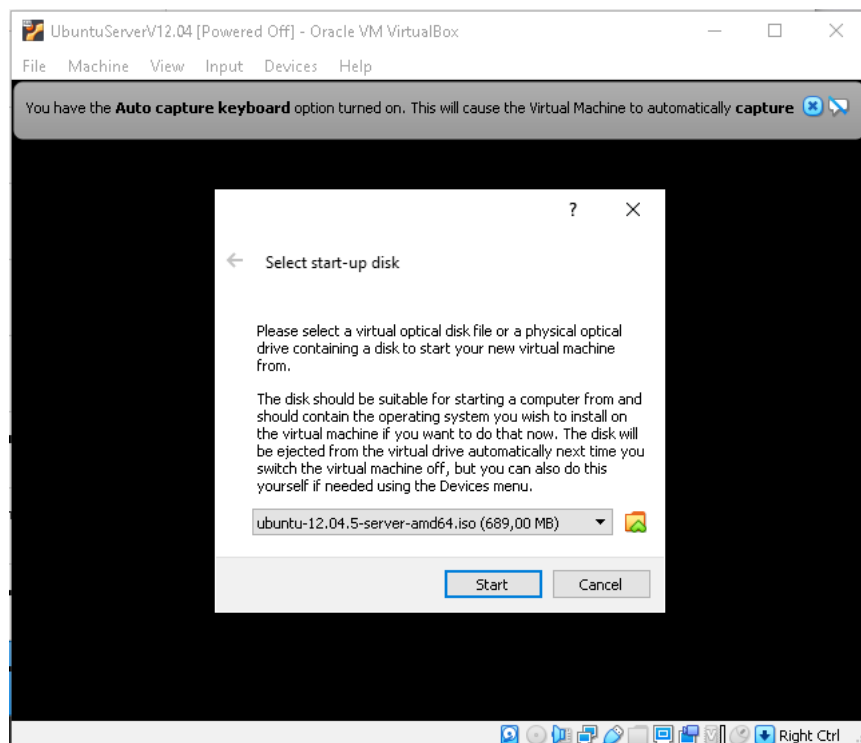 UbuntuServerV12.04 [Powered Off] - Oracle VM VirtualBox
File Machine View Input Devices Help
You have the Auto capture keyboard option turned on. This will cause the Virtual Machine to automatically capture
?
Select start-up disk
Please select a virtual optical disk file or a physical optical
drive containing a disk to start your new virtual machine
from.
The disk should be suitable for starting a computer from and
should contain the operating system you wish to install on
the virtual machine if you want to do that now. The disk will
be ejected from the virtual drive automatically next time you
switch the virtual machine off, but you can also do this
yourself if needed using the Devices menu.
ubuntu-12.04.5-server-amd64.iso (689,00 MB)
Start Cancel
Right Ctrl